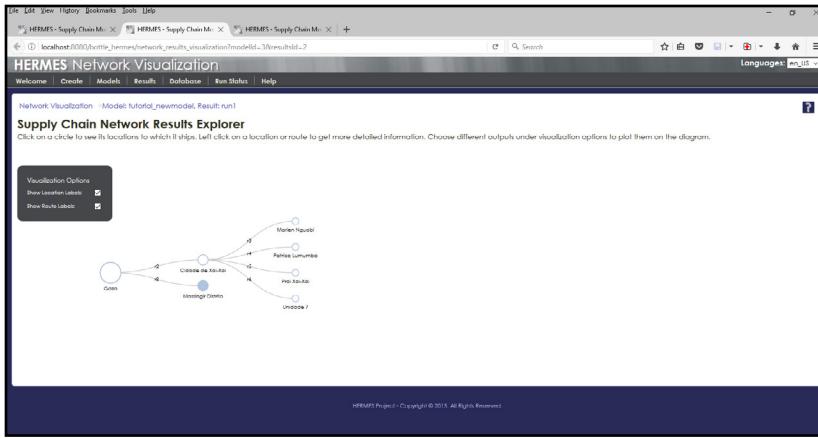 File Edit View History Bookmarks Tools Help
HERMES - Supply Chain Mo HERMES - Supply Chain Mo HERMES - Supply Chain Mo
localhost:8080/bottle_hermes/network_results_visualization?modelId=3&resultsId=2 Search
HERMES Network Visualization
Languages: en_US
Welcome Create Models Results Database Run Status Help
Network Visualization Model: tutorial_newmodel, Result: run1 ?
Supply Chain Network Results Explorer
Click on a circle to see its locations to which it ships. Left click on a location or route to get more detailed information. Choose different outputs under visualization options to plot them on the diagram.
Visualization Options
Show Location Labels
Show Route Labels
r3
Marien Nguabi
r4
Patrice Lumumba
r2
Cidade de Xai-Xai
r5
Prai Xai-Xai
Gaza
Massingir Distrito
r6
Unidade 7
HERMES Project - Copyright © 2015. All Rights Reserved.